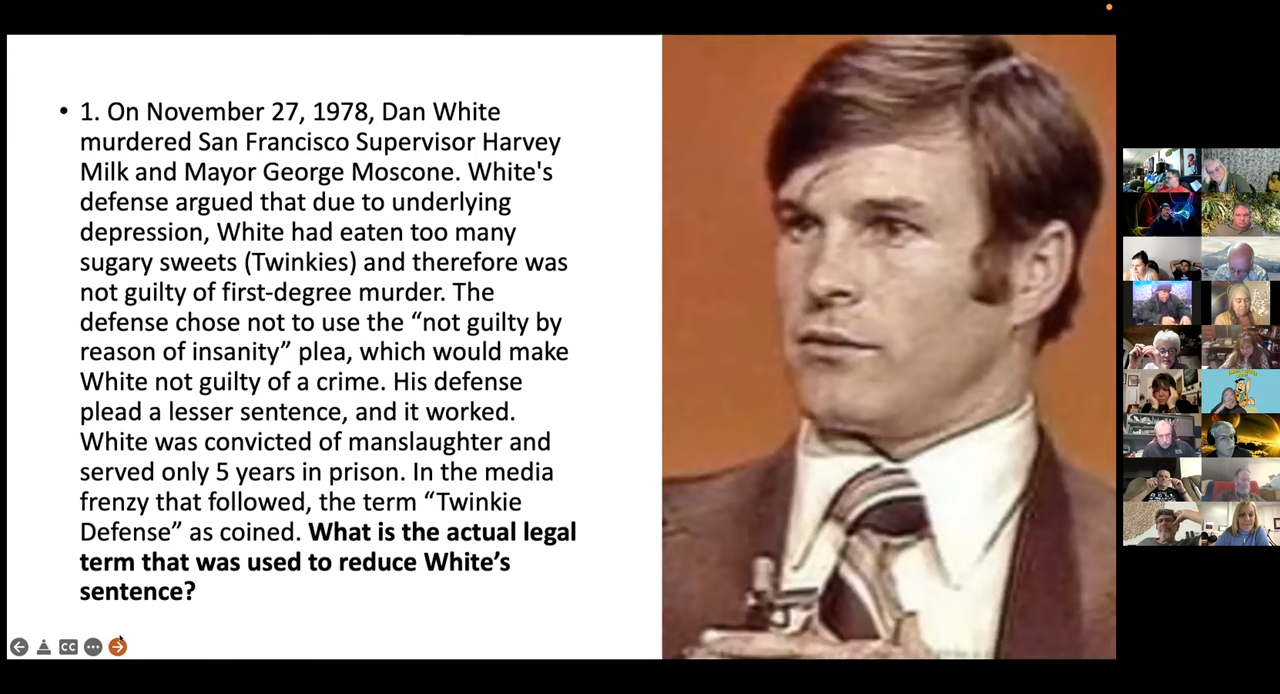 • 1. On November 27, 1978, Dan White
murdered San Francisco Supervisor Harvey
Milk and Mayor George Moscone. White's
defense argued that due to underlying
depression, White had eaten too many
sugary sweets (Twinkies) and therefore was
not guilty of first-degree murder. The
defense chose not to use the “not guilty by
reason of insanity” plea, which would make
White not guilty of a crime. His defense
plead a lesser sentence, and it worked.
White was convicted of manslaughter and
served only 5 years in prison. In the media
frenzy that followed, the term “Twinkie
Defense” as coined. What is the actual legal
term that was used to reduce White’s
sentence?
CC